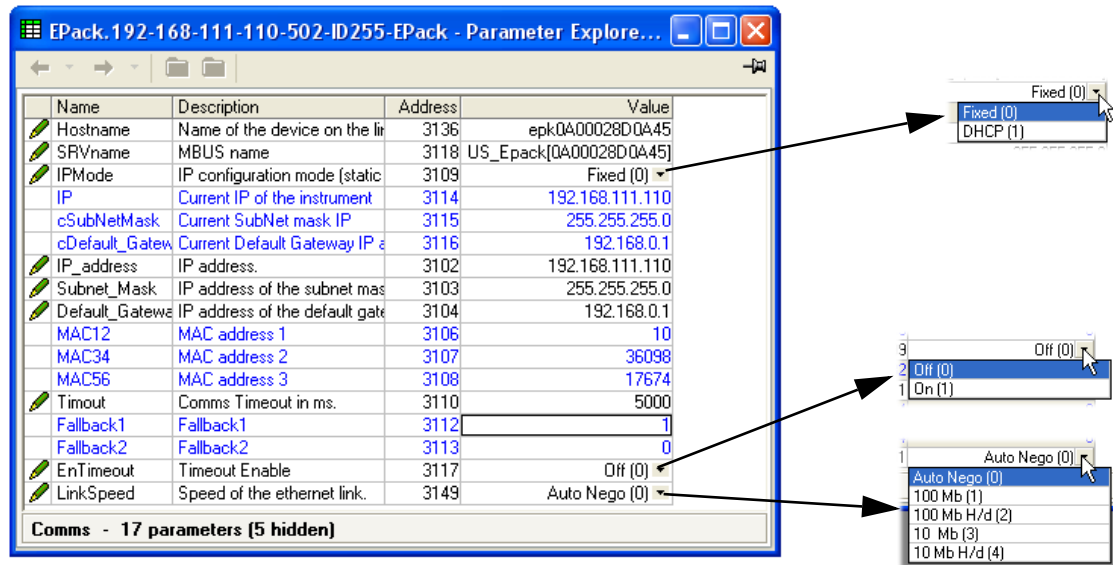 EPack.192-168-111-110-502-ID255-EPack - Parameter Explore...
Name Description Address Value
Hostname Name of the device on the lin 3136 epk0A00028D0A45
SRVname MBUS name 3118 US_Epack[0A00028D0A45]
IPMode IP configuration mode (static 3109 Fixed (0)
IP Current IP of the instrument 3114 192.168.111.110
cSubNetMask Current SubNet mask IP 3115 255.255.255.0
cDefault_Gatew Current Default Gateway IP a 3116 192.168.0.1
IP_address IP address. 3102 192.168.111.110
Subnet_Mask IP address of the subnet mas 3103 255.255.255.0
Default_Gatewa IP address of the default gate 3104 192.168.0.1
MAC12 MAC address 1 3106 10
MAC34 MAC address 2 3107 36098
MAC56 MAC address 3 3108 17674
Timout Comms Timeout in ms. 3110 5000
Fallback1 Fallback1 3112 1
Fallback2 Fallback2 3113 0
EnTimeout Timeout Enable 3117 Off (0)
LinkSpeed Speed of the ethernet link. 3149 Auto Nego (0)
Comms - 17 parameters (5 hidden)
Fixed (0)
Fixed (0)
DHCP (1)
9 Off (0)
2 Off (0)
1 On (1)
1 Auto Nego (0)
Auto Nego (0)
100 Mb (1)
100 Mb H/d (2)
10 Mb (3)
10 Mb H/d (4)